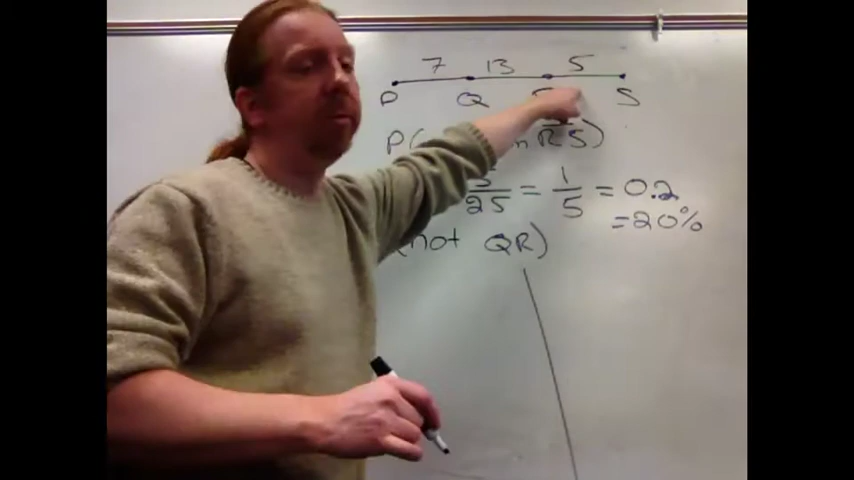 7 13 5
P Q S
P( n RS)
25 = 1/5 = 0.2
= 20%
not QR)